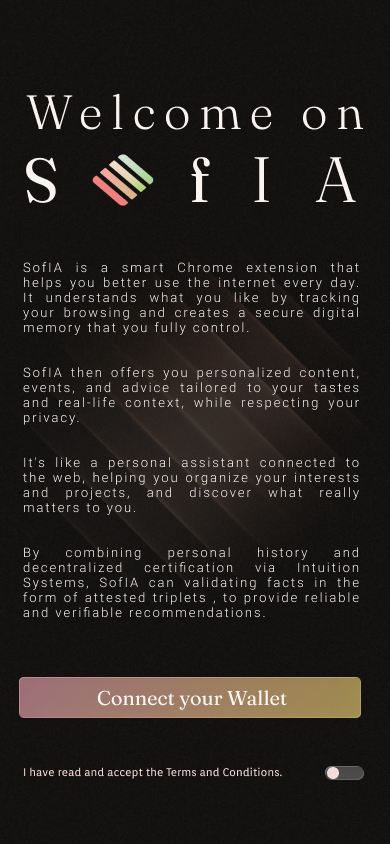 Welcome on
S fIA
SofIA is a smart Chrome extension that
helps you better use the internet every day.
It understands what you like by tracking
your browsing and creates a secure digital
memory that you fully control.
SofIA then offers you personalized content,
events, and advice tailored to your tastes
and real-life context, while respecting your
privacy.
It's like a personal assistant connected to
the web, helping you organize your interests
and projects, and discover what really
matters to you.
By combining personal history and
decentralized certification via Intuition
Systems, SofIA can validating facts in the
form of attested triplets , to provide reliable
and verifiable recommendations.
Connect your Wallet
I have read and accept the Terms and Conditions.